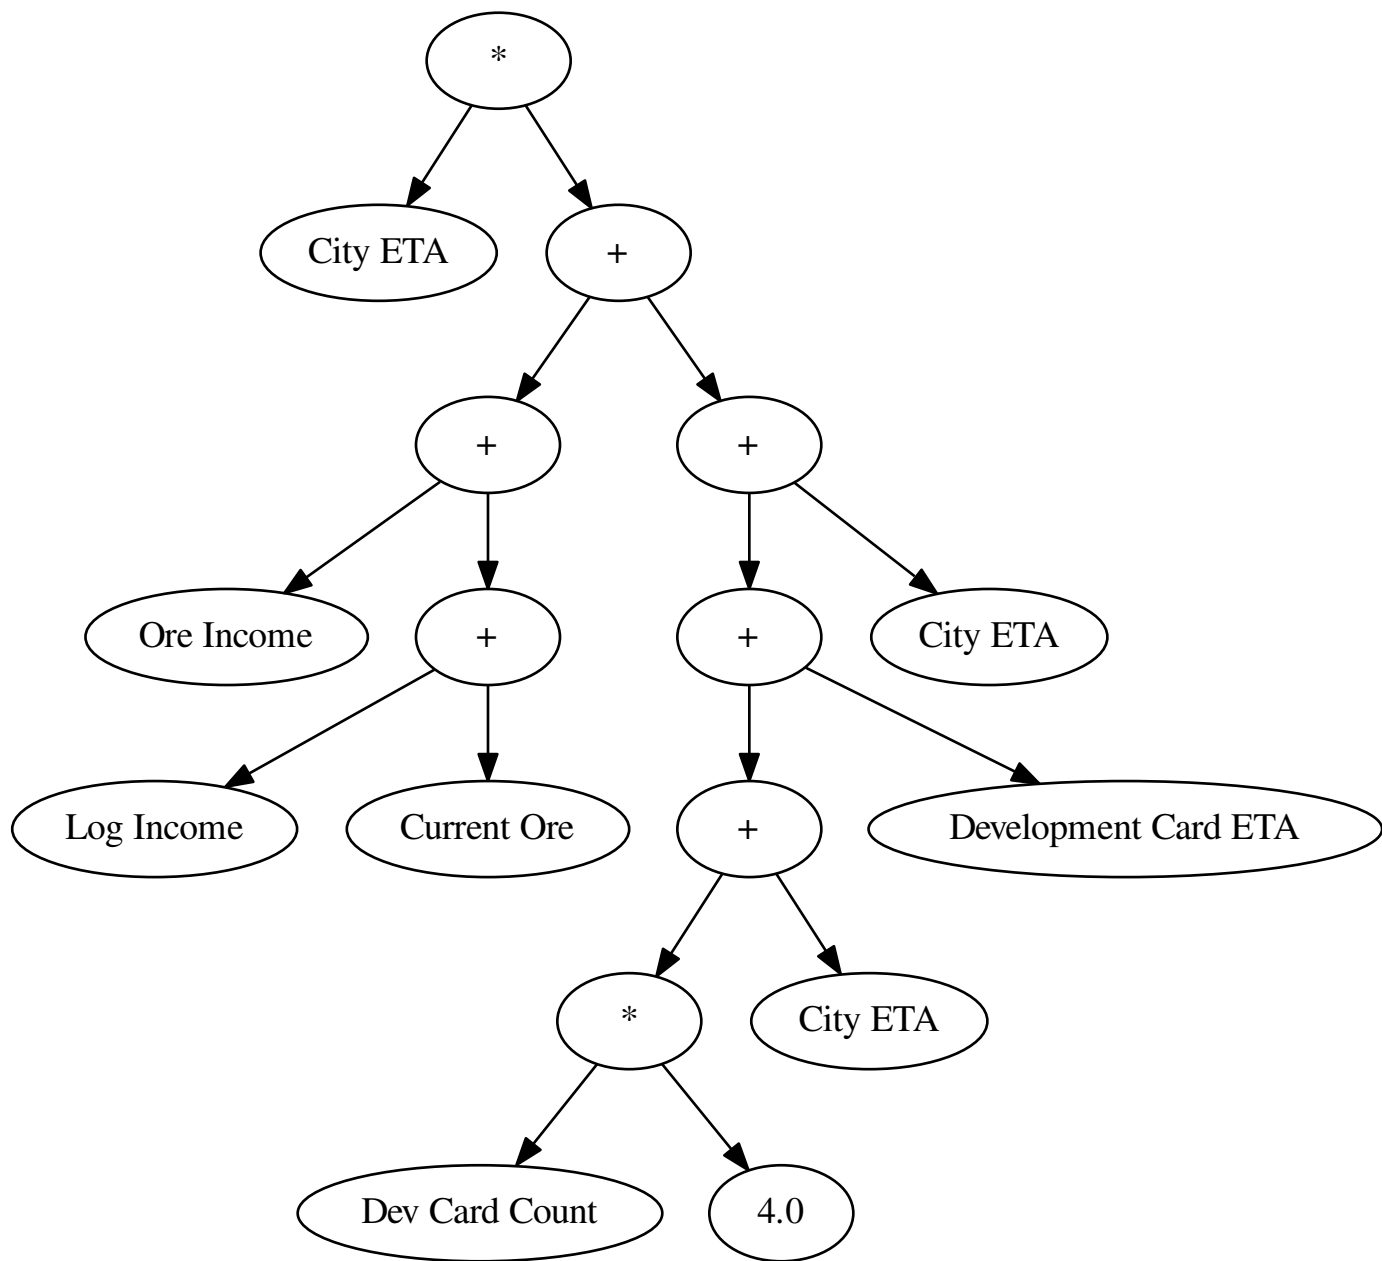 *
City ETA
+
+
+
Ore Income
+
+
City ETA
Log Income
Current Ore
+
Development Card ETA
*
City ETA
Dev Card Count
4.0